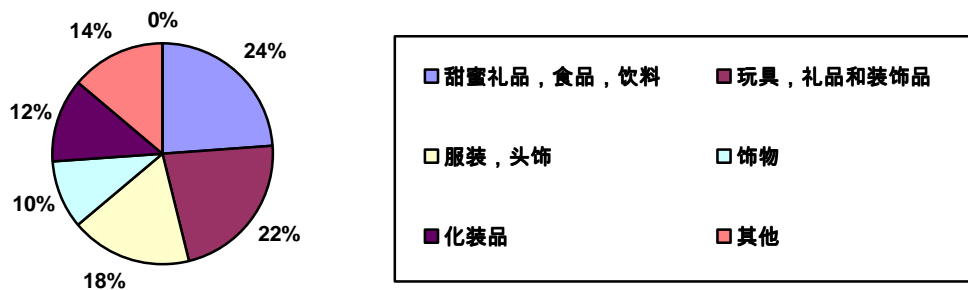 0%
14%
24%
12%
10%
22%
18%
甜蜜礼品，食品，饮料
玩具，礼品和装饰品
服装，头饰
饰物
化装品
其他